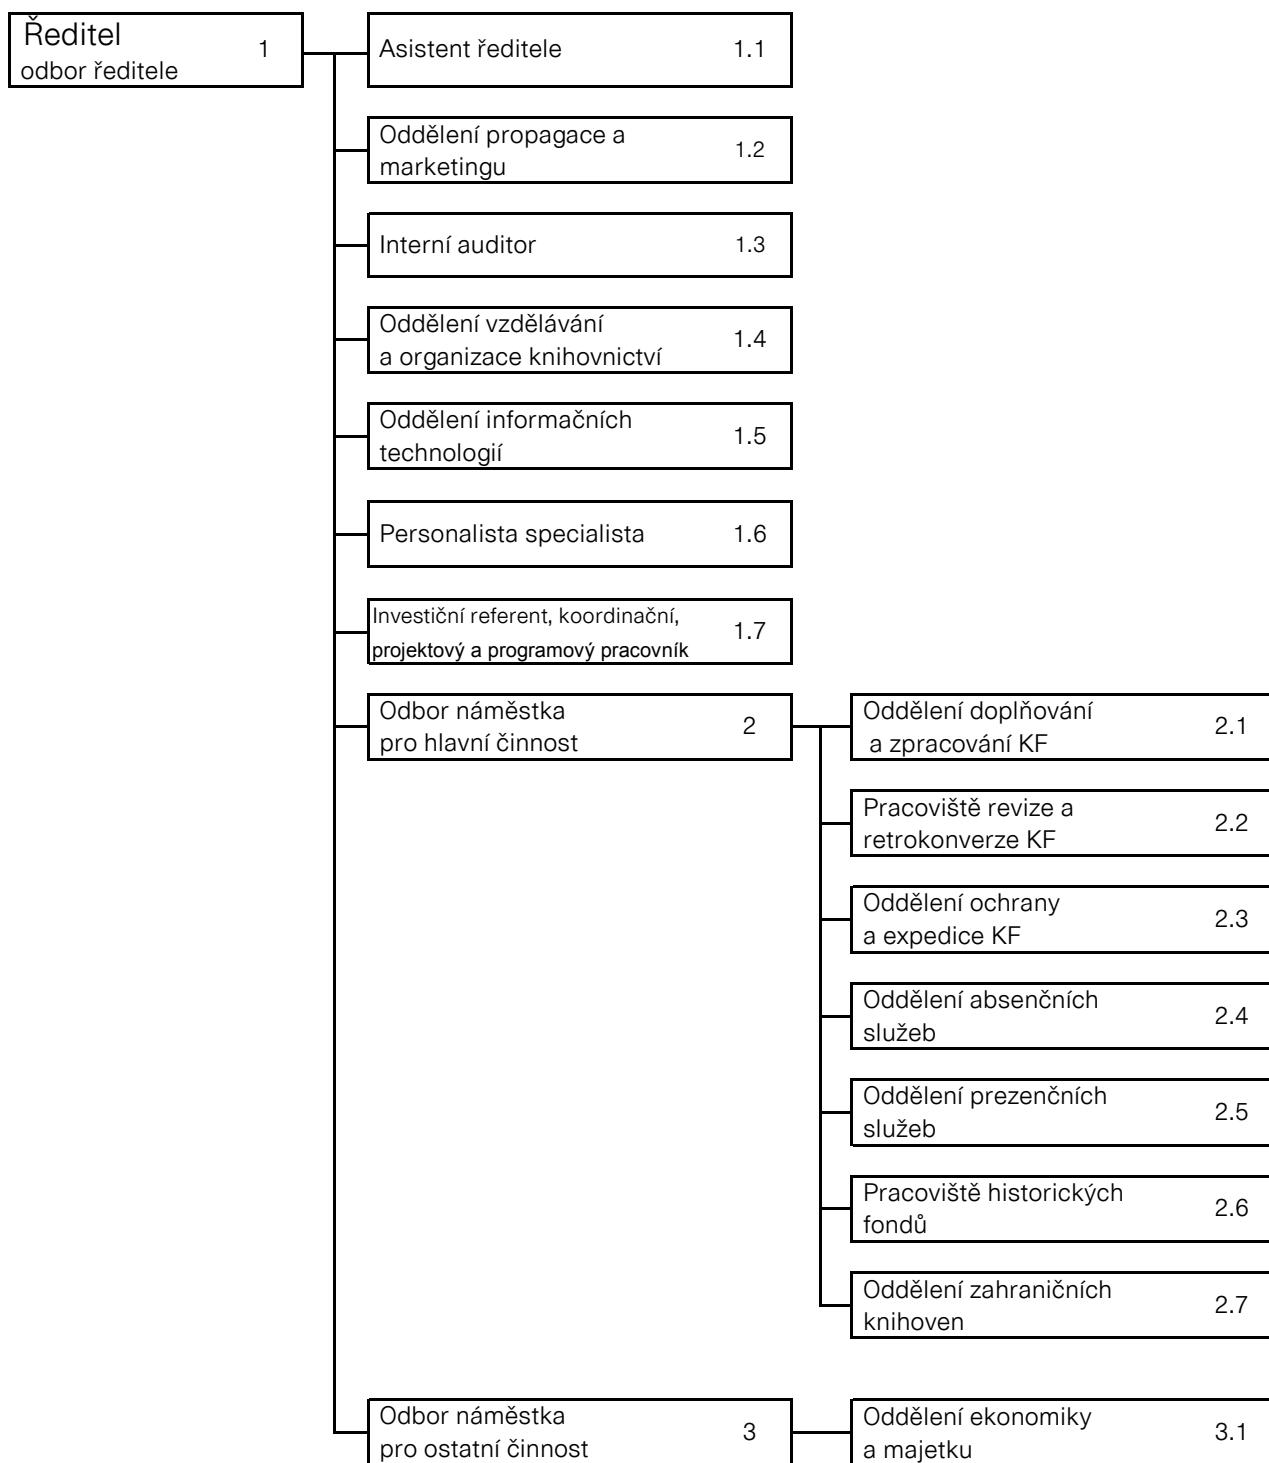 Ředitel
odbor ředitele
1
Asistent ředitele
1.1
Oddělení propagace a
marketingu
1.2
Interní auditor
1.3
Oddělení vzdělávání
a organizace knihovnictví
1.4
Oddělení informačních
technologií
1.5
Personalista specialista
1.6
Investiční referent, koordinační,
projektový a programový pracovník
1.7
Odbor náměstka
pro hlavní činnost
2
Oddělení doplňování
a zpracování KF
2.1
Pracoviště revize a
retrokonverze KF
2.2
Oddělení ochrany
a expedice KF
2.3
Oddělení absenčních
služeb
2.4
Oddělení prezenčních
služeb
2.5
Pracoviště historických
fondů
2.6
Oddělení zahraničních
knihoven
2.7
Odbor náměstka
pro ostatní činnost
3
Oddělení ekonomiky
a majetku
3.1